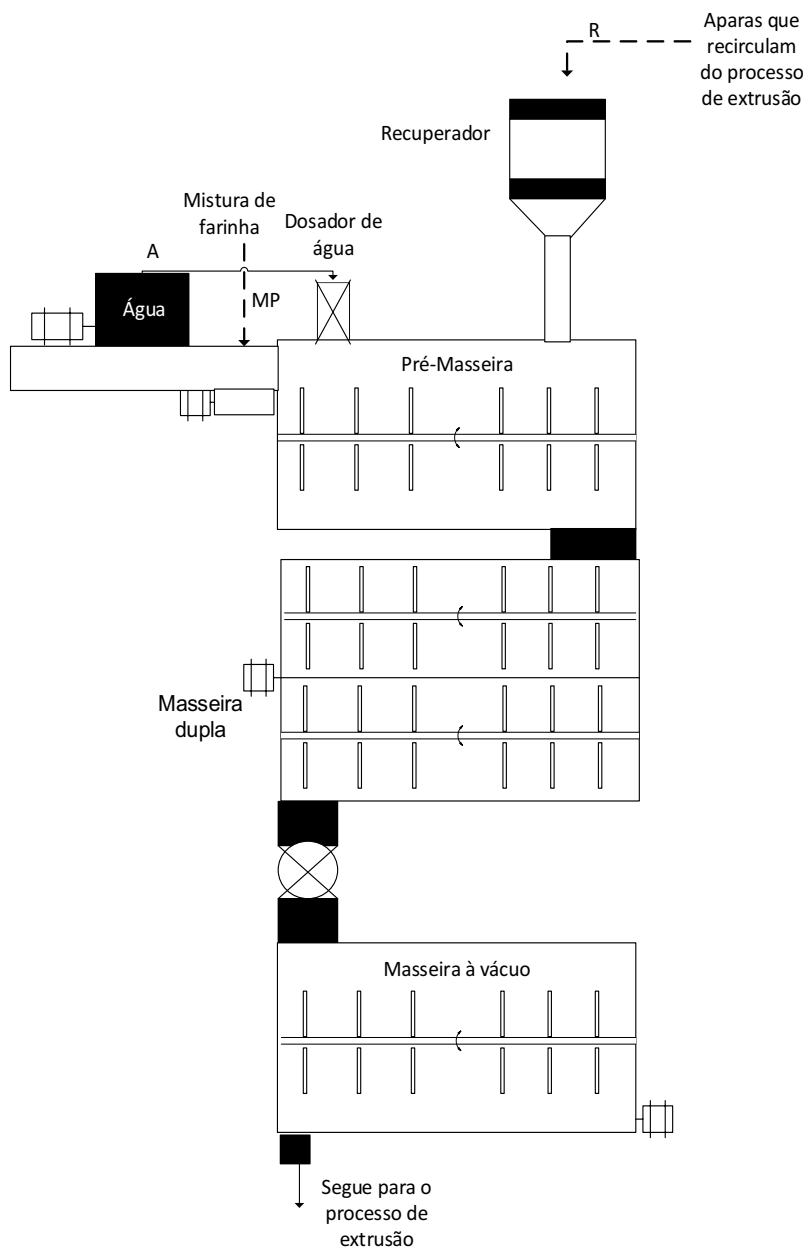 R
Aparas que
recirculam
do processo
de extrusão
Recuperador
Mistura de
farinha
Dosador de
água
A
MP
Água
Pré-Masseira
Masseira
dupla
Masseira à vácuo
Segue para o
processo de
extrusão